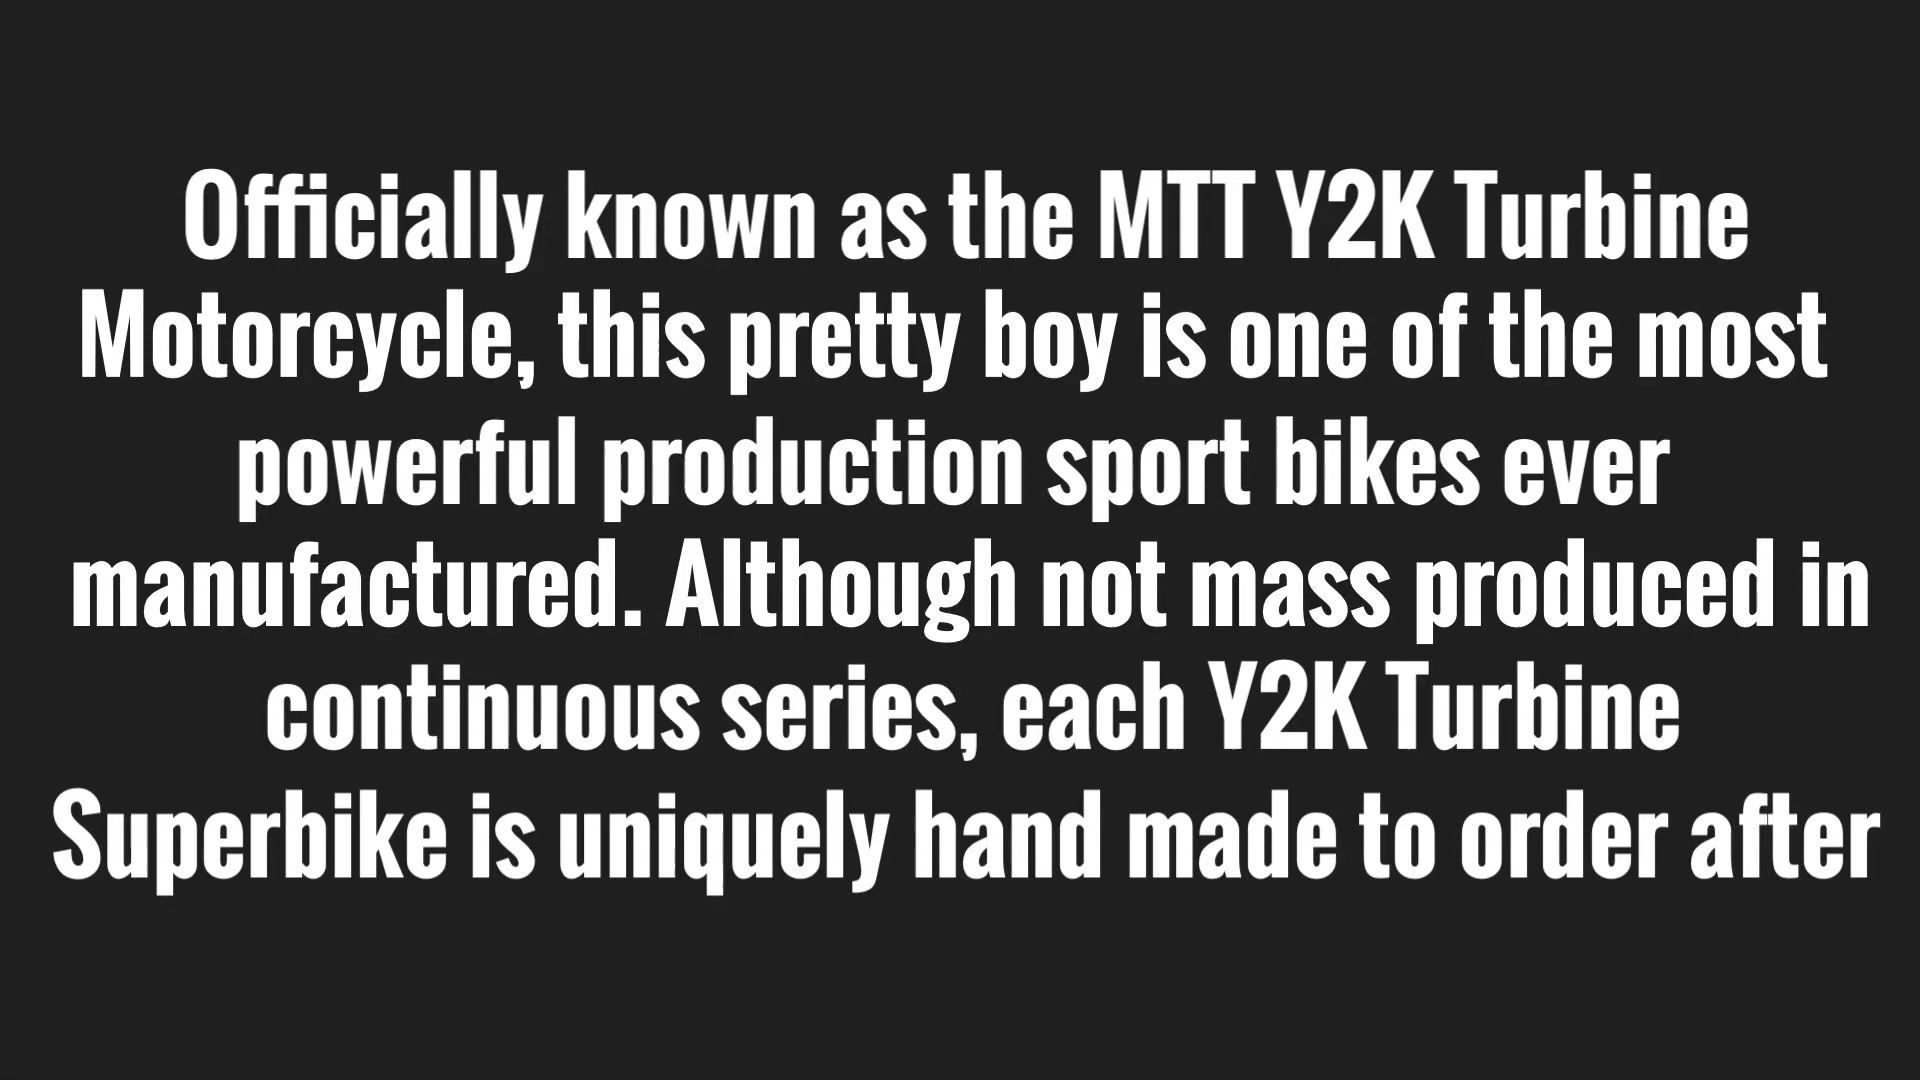 Officially known as the MTT Y2K Turbine
Motorcycle, this pretty boy is one of the most
powerful production sport bikes ever
manufactured. Although not mass produced in
continuous series, each Y2K Turbine
Superbike is uniquely hand made to order after